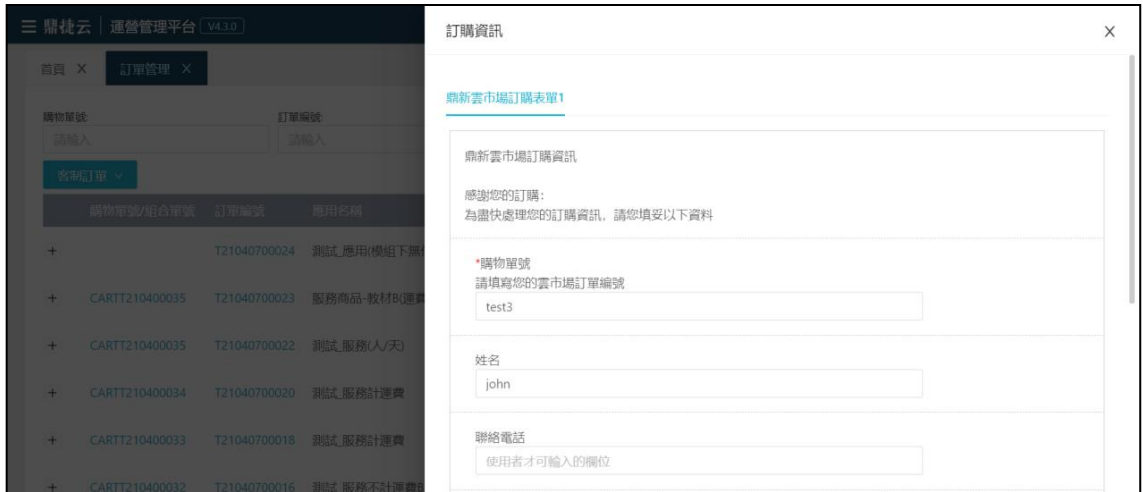 鼎捷云 運營管理平台 V4.3.0
首頁 訂單管理
購物單號: 訂單編號:
請輸入 請輸入
客制訂單
購物單號/組合單號 訂單編號 應用名稱
+ T21040700024 測試_應用(模組下無
+ CARTT210400035 T21040700023 服務商品-教材B(運費
+ CARTT210400035 T21040700022 測試_服務(人/天)
+ CARTT210400034 T21040700020 測試_服務計運費
+ CARTT210400033 T21040700018 測試_服務計運費
+ CARTT210400032 T21040700016 測試_服務不計運費B
訂購資訊
鼎新雲市場訂購表單1
鼎新雲市場訂購資訊
感謝您的訂購：
為盡快處理您的訂購資訊，請您填妥以下資料
*購物單號
請填寫您的雲市場訂單編號
test3
姓名
john
聯絡電話
使用者才可輸入的欄位